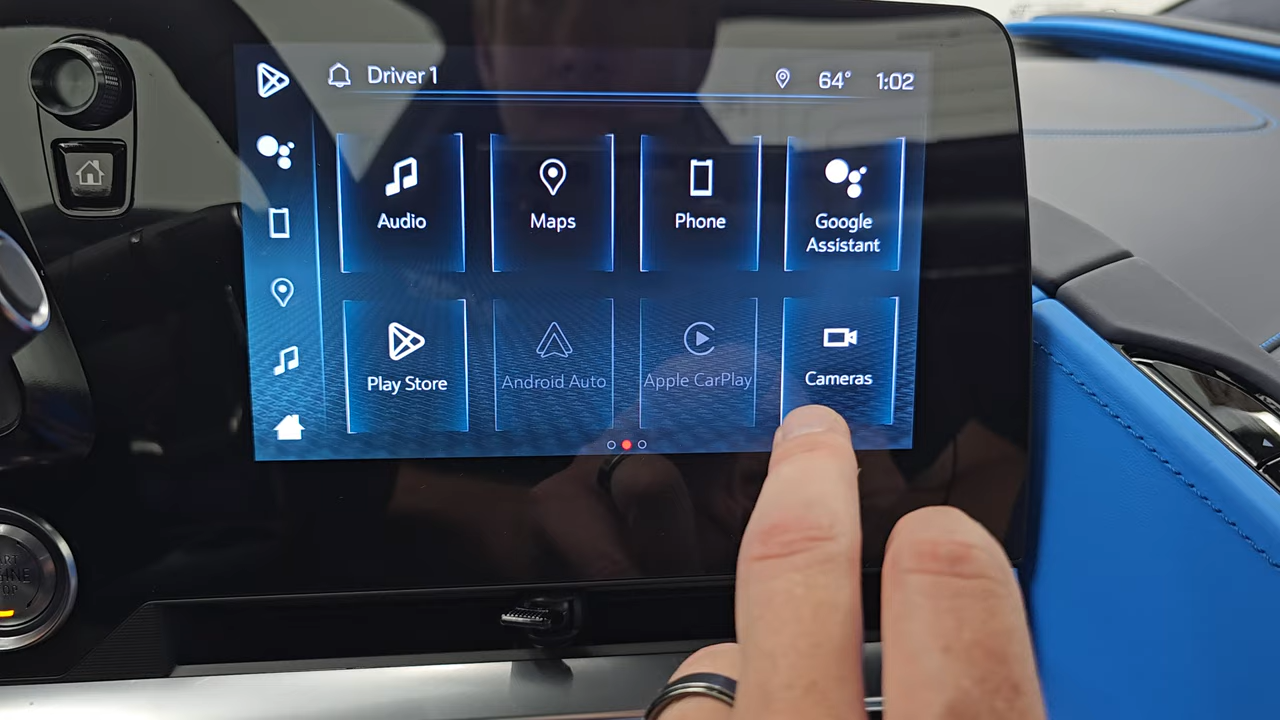 Driver 1
64°
1:02
Audio
Maps
Phone
Google
Assistant
Play Store
Android Auto
Apple CarPlay
Cameras